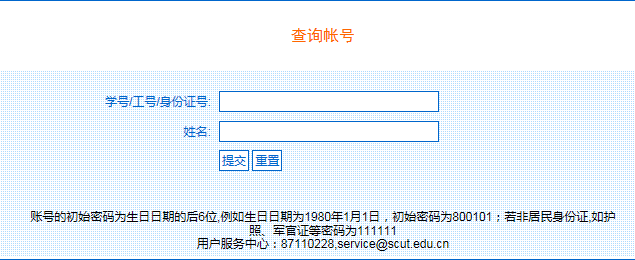 查询帐号
学号/工号/身份证号:
姓名:
提交 重置
账号的初始密码为生日日期的后6位,例如生日日期为1980年1月1日，初始密码为800101；若非居民身份证,如护
照、军官证等密码为111111
用户服务中心：87110228,service@scut.edu.cn